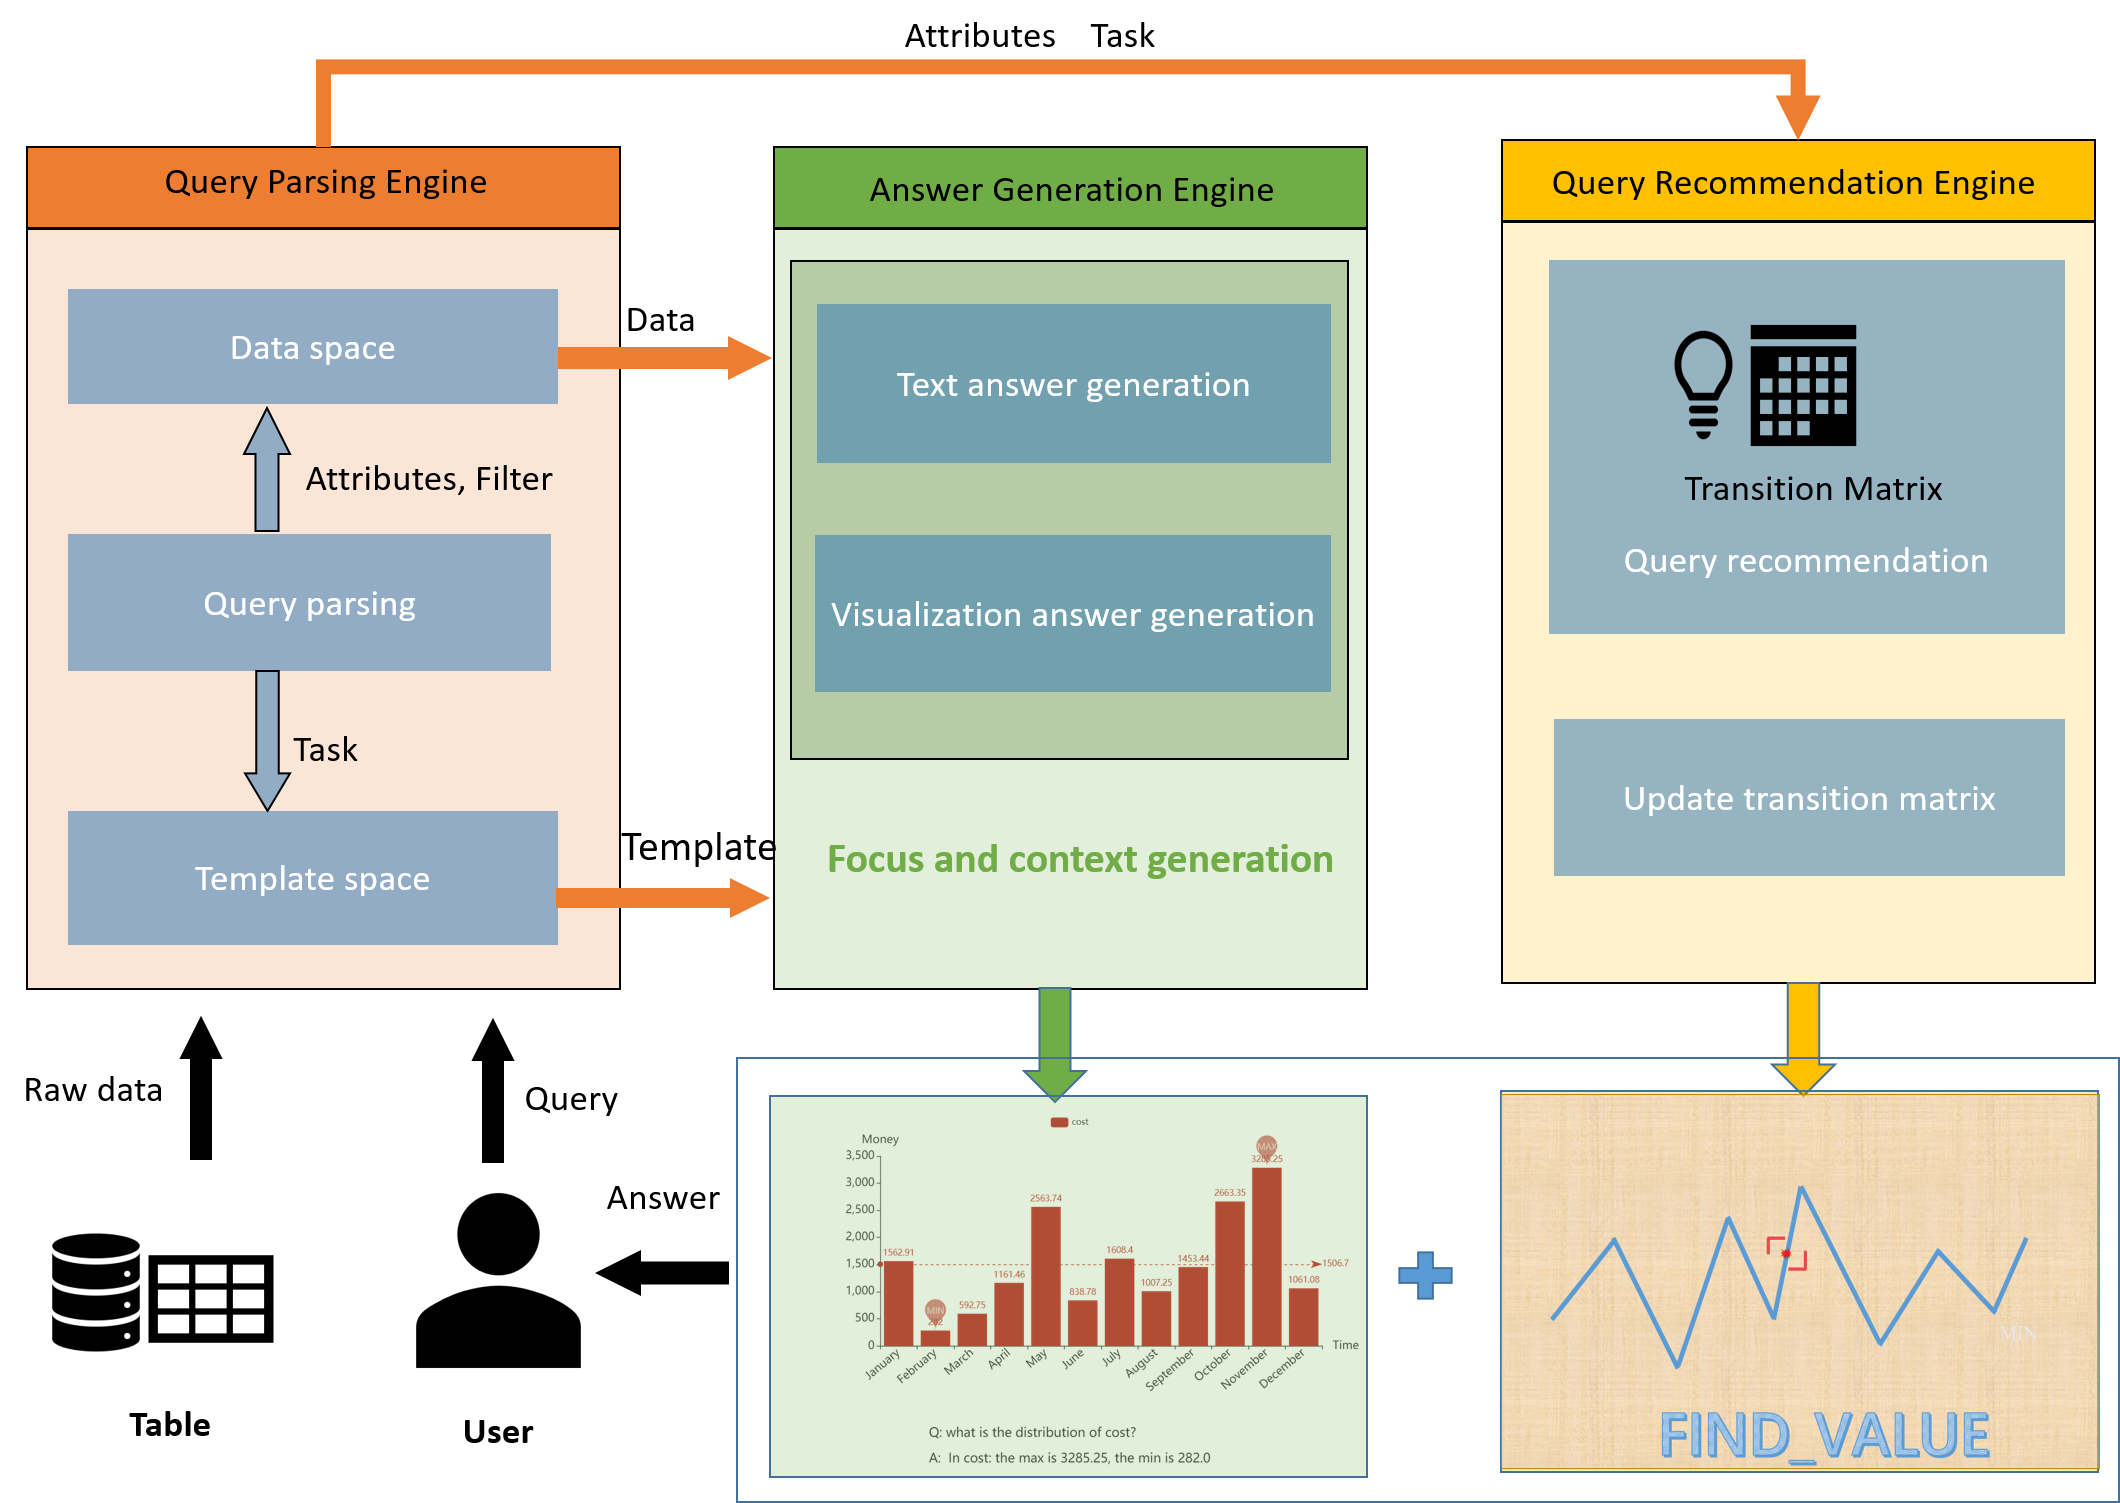 Attributes Task
Query Parsing Engine
Data space
Attributes, Filter
Query parsing
Task
Template space
Data
Template
Answer Generation Engine
Text answer generation
Visualization answer generation
Focus and context generation
Query Recommendation Engine
Transition Matrix
Query recommendation
Update transition matrix
Raw data
Query
Answer
Table
User
cost
Money
3,500
3,000
2,500
2,000
1,500
1,000
500
0
1562.91
MIN
282
592.75
1161.46
2563.74
838.78
1608.4
1007.25
1453.44
2663.35
MAX
3285.25
1061.08
1506.7
Time
January
February
March
April
May
June
July
August
September
October
November
December
Q: what is the distribution of cost?
A: In cost: the max is 3285.25, the min is 282.0
MIN
FIND_VALUE